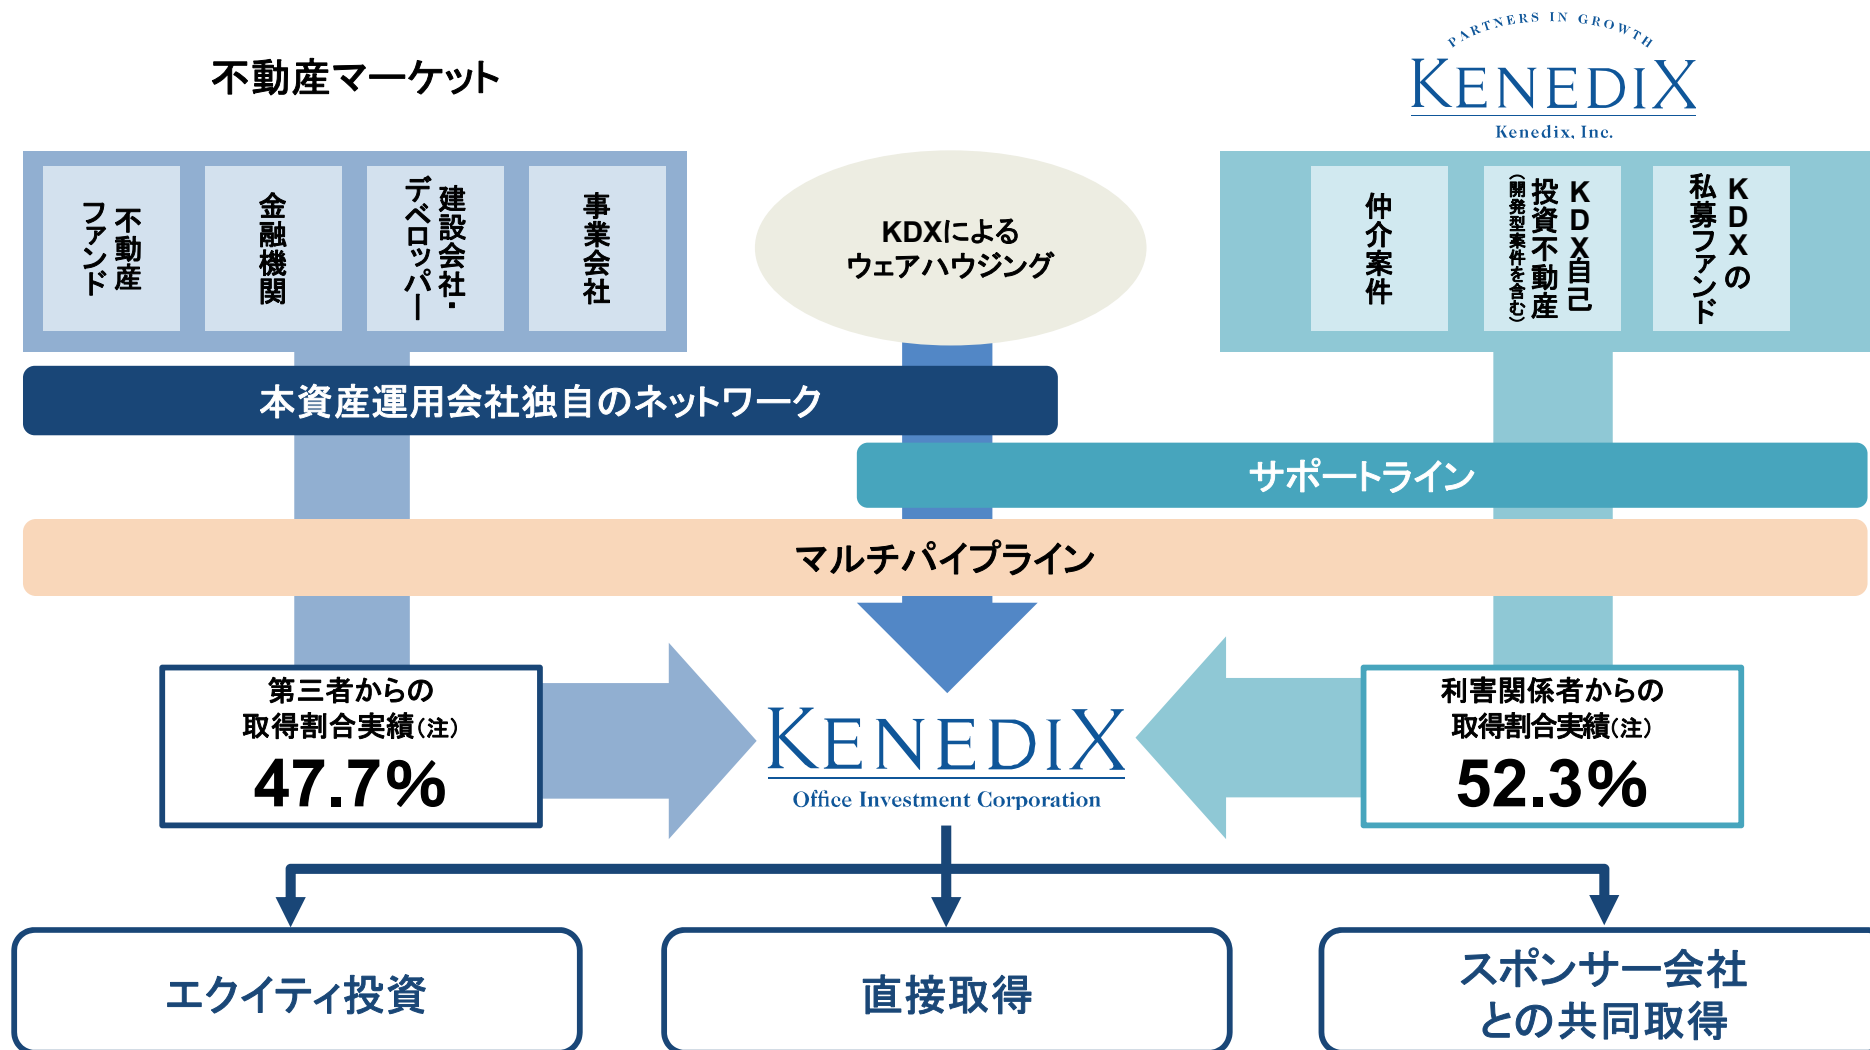 不動産マーケット
PARTNERS IN GROWTH
KENEDIX
Kenedix, Inc.
不動産
ファンド
金融機関
建設会社・
デベロッパー
事業会社
KDXによる
ウェアハウジング
仲介案件
KDX自己
投資不動産
(開発型案件を含む)
KDXの
私募ファンド
本資産運用会社独自のネットワーク
サポートライン
マルチパイプライン
第三者からの
取得割合実績(注)
47.7%
KENEDIX
Office Investment Corporation
利害関係者からの
取得割合実績(注)
52.3%
エクイティ投資
直接取得
スポンサー会社
との共同取得